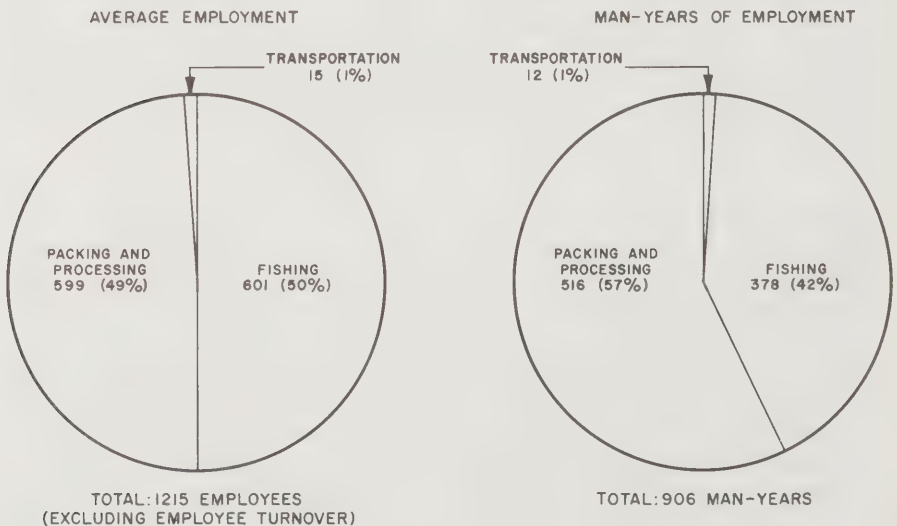 AVERAGE EMPLOYMENT
TRANSPORTATION
15 (1%)
PACKING AND
PROCESSING
599 (49%)
FISHING
601 (50%)
TOTAL: 1215 EMPLOYEES
(EXCLUDING EMPLOYEE TURNOVER)
MAN-YEARS OF EMPLOYMENT
TRANSPORTATION
12 (1%)
PACKING AND
PROCESSING
516 (57%)
FISHING
378 (42%)
TOTAL: 906 MAN-YEARS